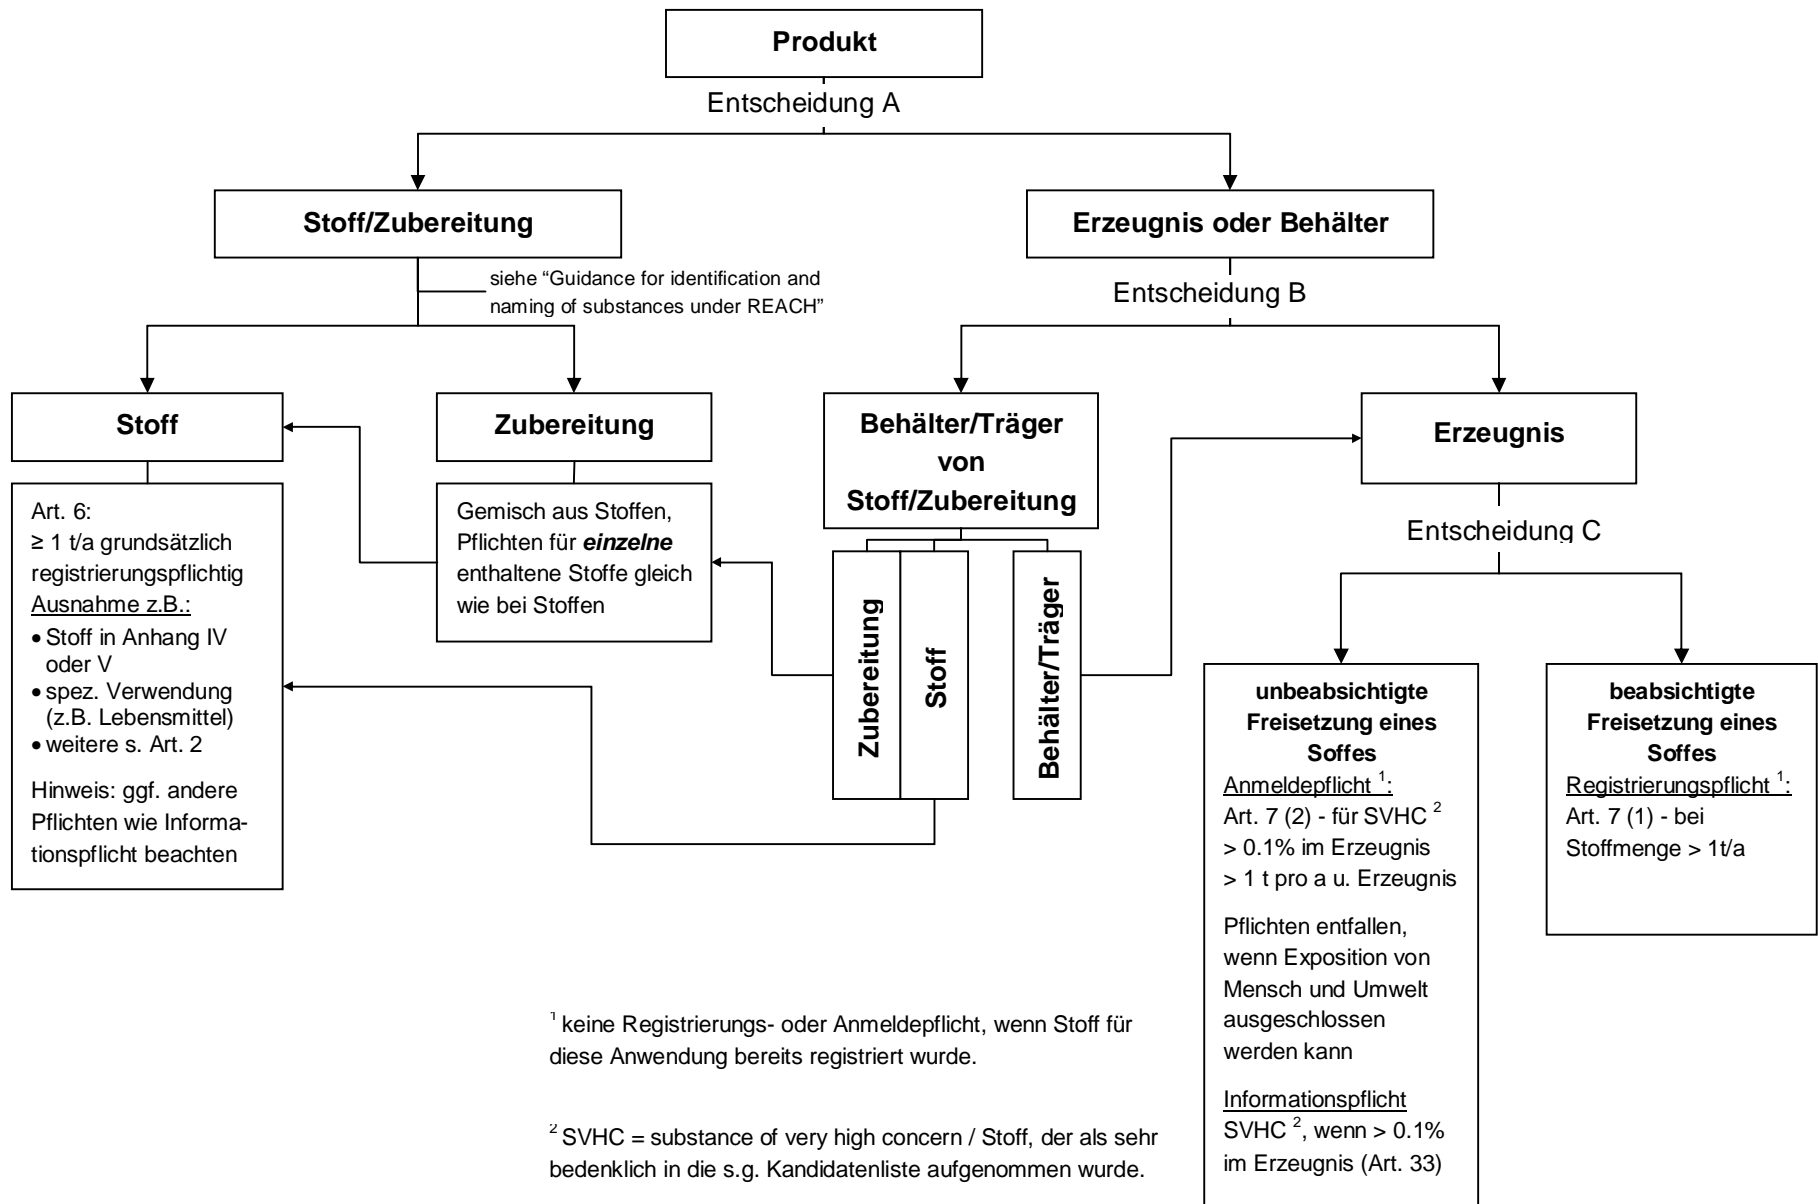 Produkt
Entscheidung A
Stoff/Zubereitung
Erzeugnis oder Behälter
siehe “Guidance for identification and
naming of substances under REACH”
Entscheidung B
Stoff
Zubereitung
Behälter/Träger
von
Stoff/Zubereitung
Erzeugnis
Art. 6:
≥ 1 t/a grundsätzlich
registrierungspflichtig
Ausnahme z.B.:
• Stoff in Anhang IV
oder V
• spez. Verwendung
(z.B. Lebensmittel)
• weitere s. Art. 2
Hinweis: ggf. andere
Pflichten wie Informa-
tionspflicht beachten
Gemisch aus Stoffen,
Pflichten für einzelne
enthaltene Stoffe gleich
wie bei Stoffen
Zubereitung
Stoff
Behälter/Träger
Entscheidung C
unbeabsichtigte
Freisetzung eines
Soffes
Anmeldepflicht ¹:
Art. 7 (2) - für SVHC ²
> 0.1% im Erzeugnis
> 1 t pro a u. Erzeugnis
Pflichten entfallen,
wenn Exposition von
Mensch und Umwelt
ausgeschlossen
werden kann
Informationspflicht
SVHC ², wenn > 0.1%
im Erzeugnis (Art. 33)
beabsichtigte
Freisetzung eines
Soffes
Registrierungspflicht ¹:
Art. 7 (1) - bei
Stoffmenge > 1t/a
¹ keine Registrierungs- oder Anmeldepflicht, wenn Stoff für
diese Anwendung bereits registriert wurde.
² SVHC = substance of very high concern / Stoff, der als sehr
bedenklich in die s.g. Kandidatenliste aufgenommen wurde.